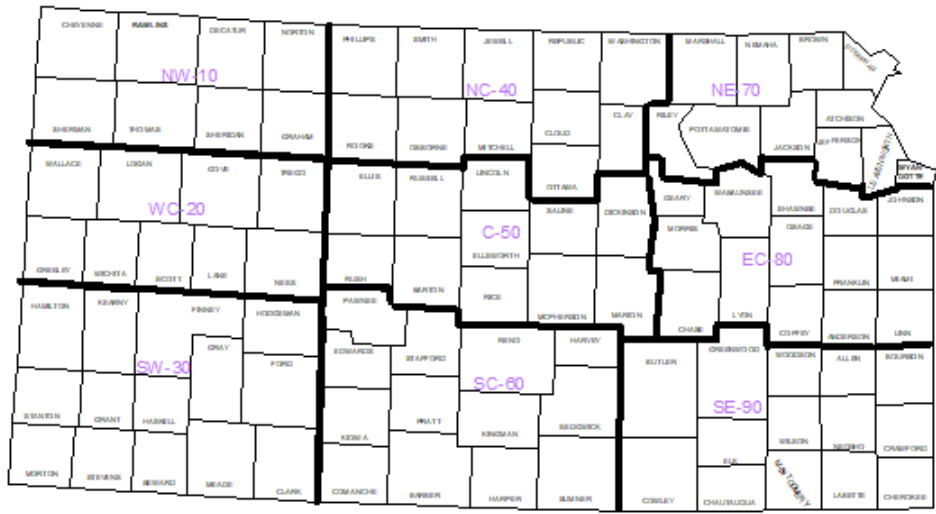 CHEYENNE RAWLINS DECATUR NORTON PHILLIPS SMITH JEWELL REPUBLIC WASHINGTON MARSHALL NEMAHA BROWN DONIPHAN
NW-10 NC-40 NE-70
SHERMAN THOMAS SHERIDAN GRAHAM ROOKS OSBORNE MITCHELL CLOUD CLAY RILEY POTTAWATOMIE JACKSON ATCHISON JEFFERSON LEAVENWORTH WYANDOTTE
WALLACE LOGAN GOVE TREGO ELLIS RUSSELL LINCOLN OTTAWA
SALINE DICKINSON GEARY WABAUNSEE SHAWNEE DOUGLAS JOHNSON
WC-20 C-50 EC-80
GREELEY WICHITA SCOTT LANE NESS RUSH BARTON ELLSWORTH RICE MCPHERSON MARION MORRIS CHASE LYON OSAGE COFFEY FRANKLIN ANDERSON MIAMI LINN
HAMILTON KEARNY FINNEY HODGEMAN PAWNEE
GRAY FORD EDWARDS STAFFORD RENO HARVEY BUTLER GREENWOOD WOODSON ALLEN BOURBON
SW-30 SC-60 SE-90
STANTON GRANT HASKELL KIOWA PRATT KINGMAN SEDGWICK ELK WILSON NEOSHO CRAWFORD
MORTON STEVENS SEWARD MEADE CLARK COMANCHE BARBER HARPER SUMNER COWLEY CHAUTAUQUA MONTGOMERY LABETTE CHEROKEE